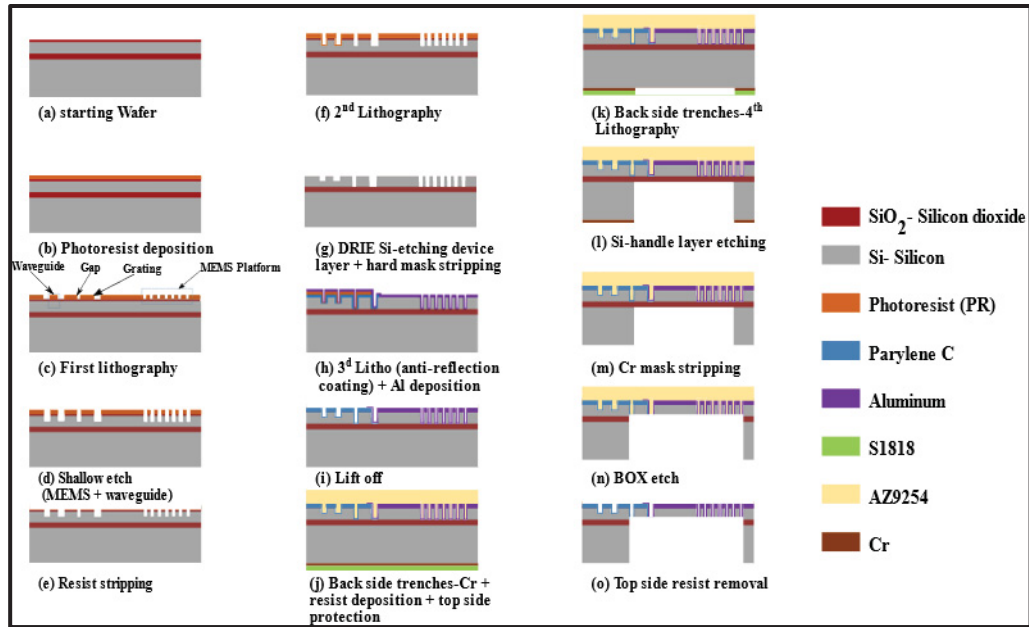 (a) starting Wafer
(b) Photoresist deposition
Waveguide
Gap
Grating
MEMS Platform
(c) First lithography
(d) Shallow etch
(MEMS + waveguide)
(e) Resist stripping
(f) 2nd Lithography
(g) DRIE Si-etching device
layer + hard mask stripping
(h) 3d Litho (anti-reflection
coating) + Al deposition
(i) Lift off
(j) Back side trenches-Cr +
resist deposition + top side
protection
(k) Back side trenches-4th
Lithography
(l) Si-handle layer etching
(m) Cr mask stripping
(n) BOX etch
(o) Top side resist removal
SiO2- Silicon dioxide
Si- Silicon
Photoresist (PR)
Parylene C
Aluminum
S1818
AZ9254
Cr